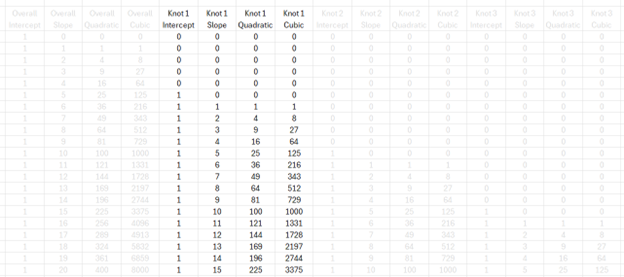 Overall Overall Overall Overall Knot 1 Knot 1 Knot 1 Knot 1 Knot 2 Knot 2 Knot 2 Knot 2 Knot 3 Knot 3 Knot 3 Knot 3
Intercept Slope Quadratic Cubic Intercept Slope Quadratic Cubic Intercept Slope Quadratic Cubic Intercept Slope Quadratic Cubic
1 0 0 0 0 0 0 0 0 0 0 0 0 0 0 0
1 1 1 1 0 0 0 0 0 0 0 0 0 0 0 0
1 2 4 8 0 0 0 0 0 0 0 0 0 0 0 0
1 3 9 27 0 0 0 0 0 0 0 0 0 0 0 0
1 4 16 64 0 0 0 0 0 0 0 0 0 0 0 0
1 5 25 125 1 0 0 0 0 0 0 0 0 0 0 0
1 6 36 216 1 1 1 1 0 0 0 0 0 0 0 0
1 7 49 343 1 2 4 8 0 0 0 0 0 0 0 0
1 8 64 512 1 3 9 27 0 0 0 0 0 0 0 0
1 9 81 729 1 4 16 64 0 0 0 0 0 0 0 0
1 10 100 1000 1 5 25 125 1 0 0 0 0 0 0 0
1 11 121 1331 1 6 36 216 1 1 1 1 0 0 0 0
1 12 144 1728 1 7 49 343 1 2 4 8 0 0 0 0
1 13 169 2197 1 8 64 512 1 3 9 27 0 0 0 0
1 14 196 2744 1 9 81 729 1 4 16 64 0 0 0 0
1 15 225 3375 1 10 100 1000 1 5 25 125 1 0 0 0
1 16 256 4096 1 11 121 1331 1 6 36 216 1 1 1 1
1 17 289 4913 1 12 144 1728 1 7 49 343 1 2 4 8
1 18 324 5832 1 13 169 2197 1 8 64 512 1 3 9 27
1 19 361 6859 1 14 196 2744 1 9 81 729 1 4 16 64
1 20 400 8000 1 15 225 3375 1 10 100 1000 1 5 25 125